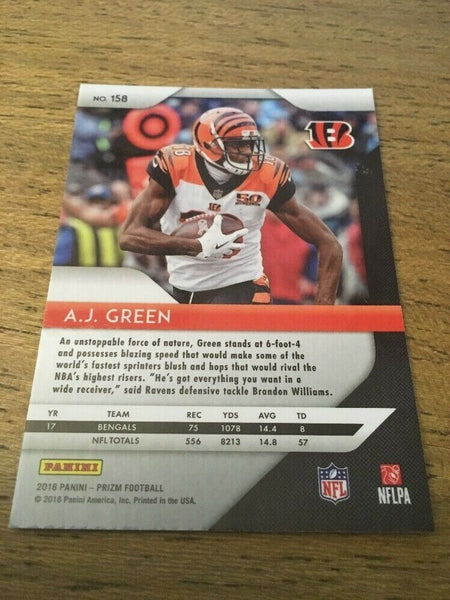 NO. 158
B
18
18
50
A.J. GREEN
An unstoppable force of nature, Green stands at 6-foot-4
and possesses blazing speed that would make some of the
world's fastest sprinters blush and hops that would rival the
NBA's highest risers. "He's got everything you want in a
wide receiver," said Ravens defensive tackle Brandon Williams.
YR TEAM REC YDS AVG TD
17 BENGALS 75 1078 14.4 8
NFL TOTALS 556 8213 14.8 57
PANINI
2018 PANINI – PRIZM FOOTBALL
© 2018 Panini America, Inc. Printed in the USA.
NFL
NFLPA